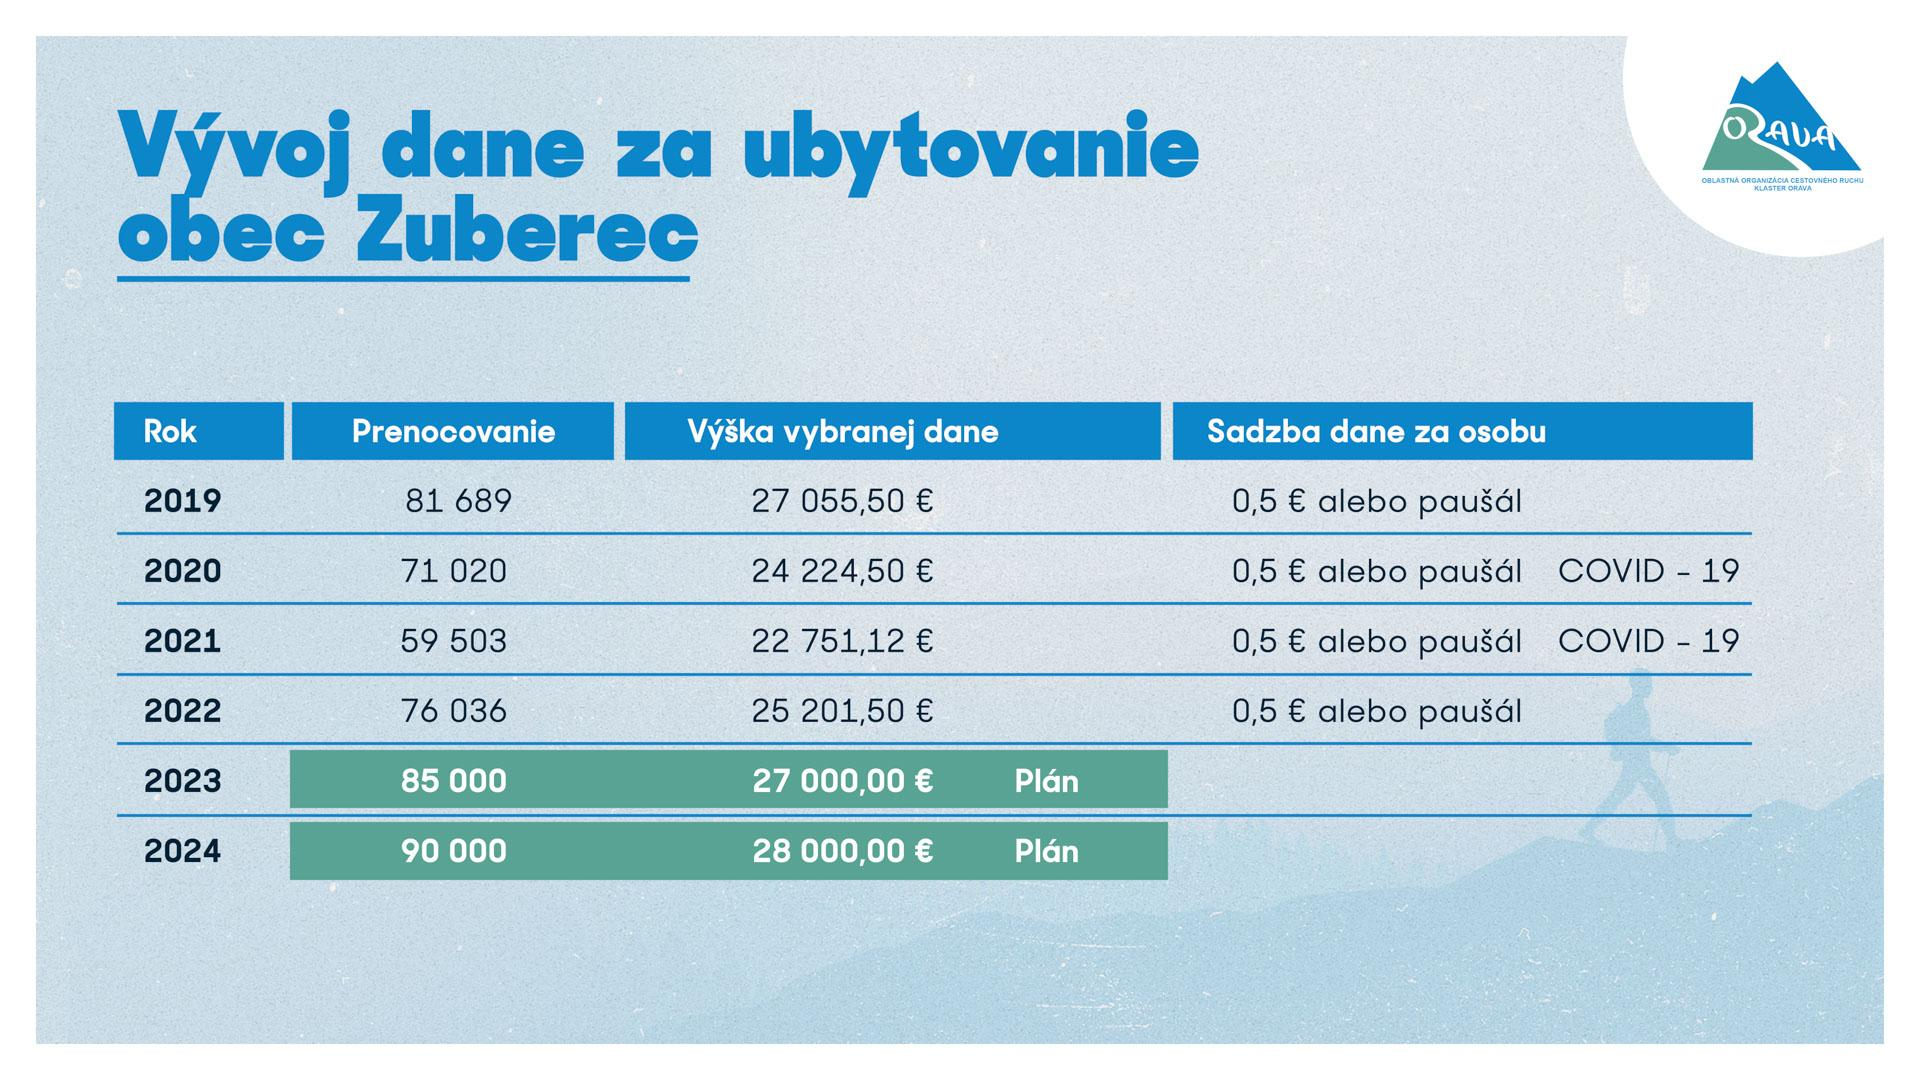 Vývoj dane za ubytovanie
obec Zuberec
ORAVA
OBLASTNÁ ORGANIZÁCIA CESTOVNÉHO RUCHU
KLASTER ORAVA
Rok Prenocovanie Výška vybranej dane Sadzba dane za osobu
2019 81 689 27 055,50 € 0,5 € alebo paušál
2020 71 020 24 224,50 € 0,5 € alebo paušál COVID – 19
2021 59 503 22 751,12 € 0,5 € alebo paušál COVID – 19
2022 76 036 25 201,50 € 0,5 € alebo paušál
2023 85 000 27 000,00 € Plán
2024 90 000 28 000,00 € Plán